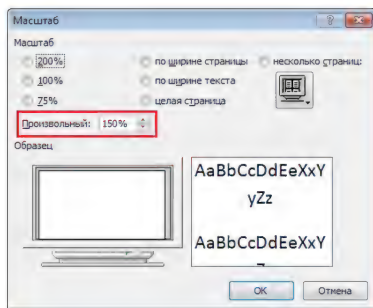 Масштаб
Масштаб
200% по ширине страницы несколько страниц:
100% по ширине текста
75% целая страница
Произвольный: 150%
Образец
AaBbCcDdEeXxY
yZz
AaBbCcDdEeXxY
ОК Отмена